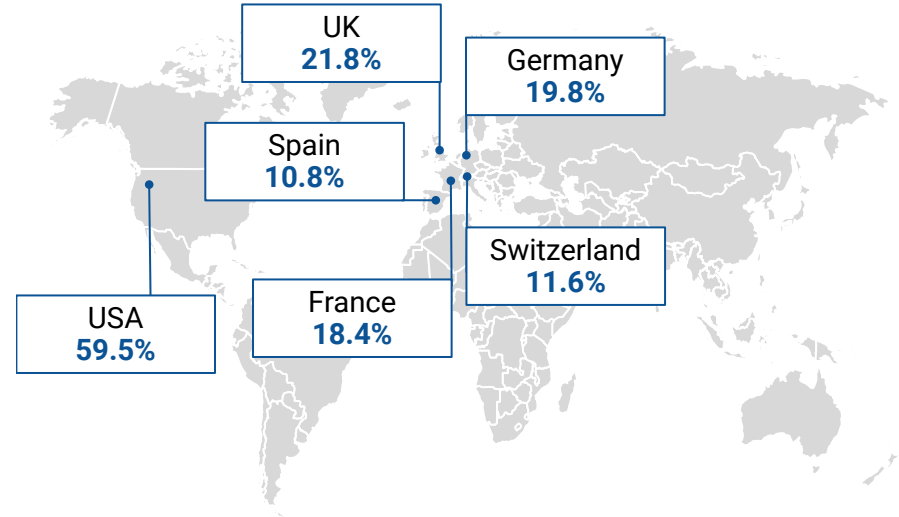 UK
21.8%
Germany
19.8%
Spain
10.8%
Switzerland
11.6%
France
18.4%
USA
59.5%